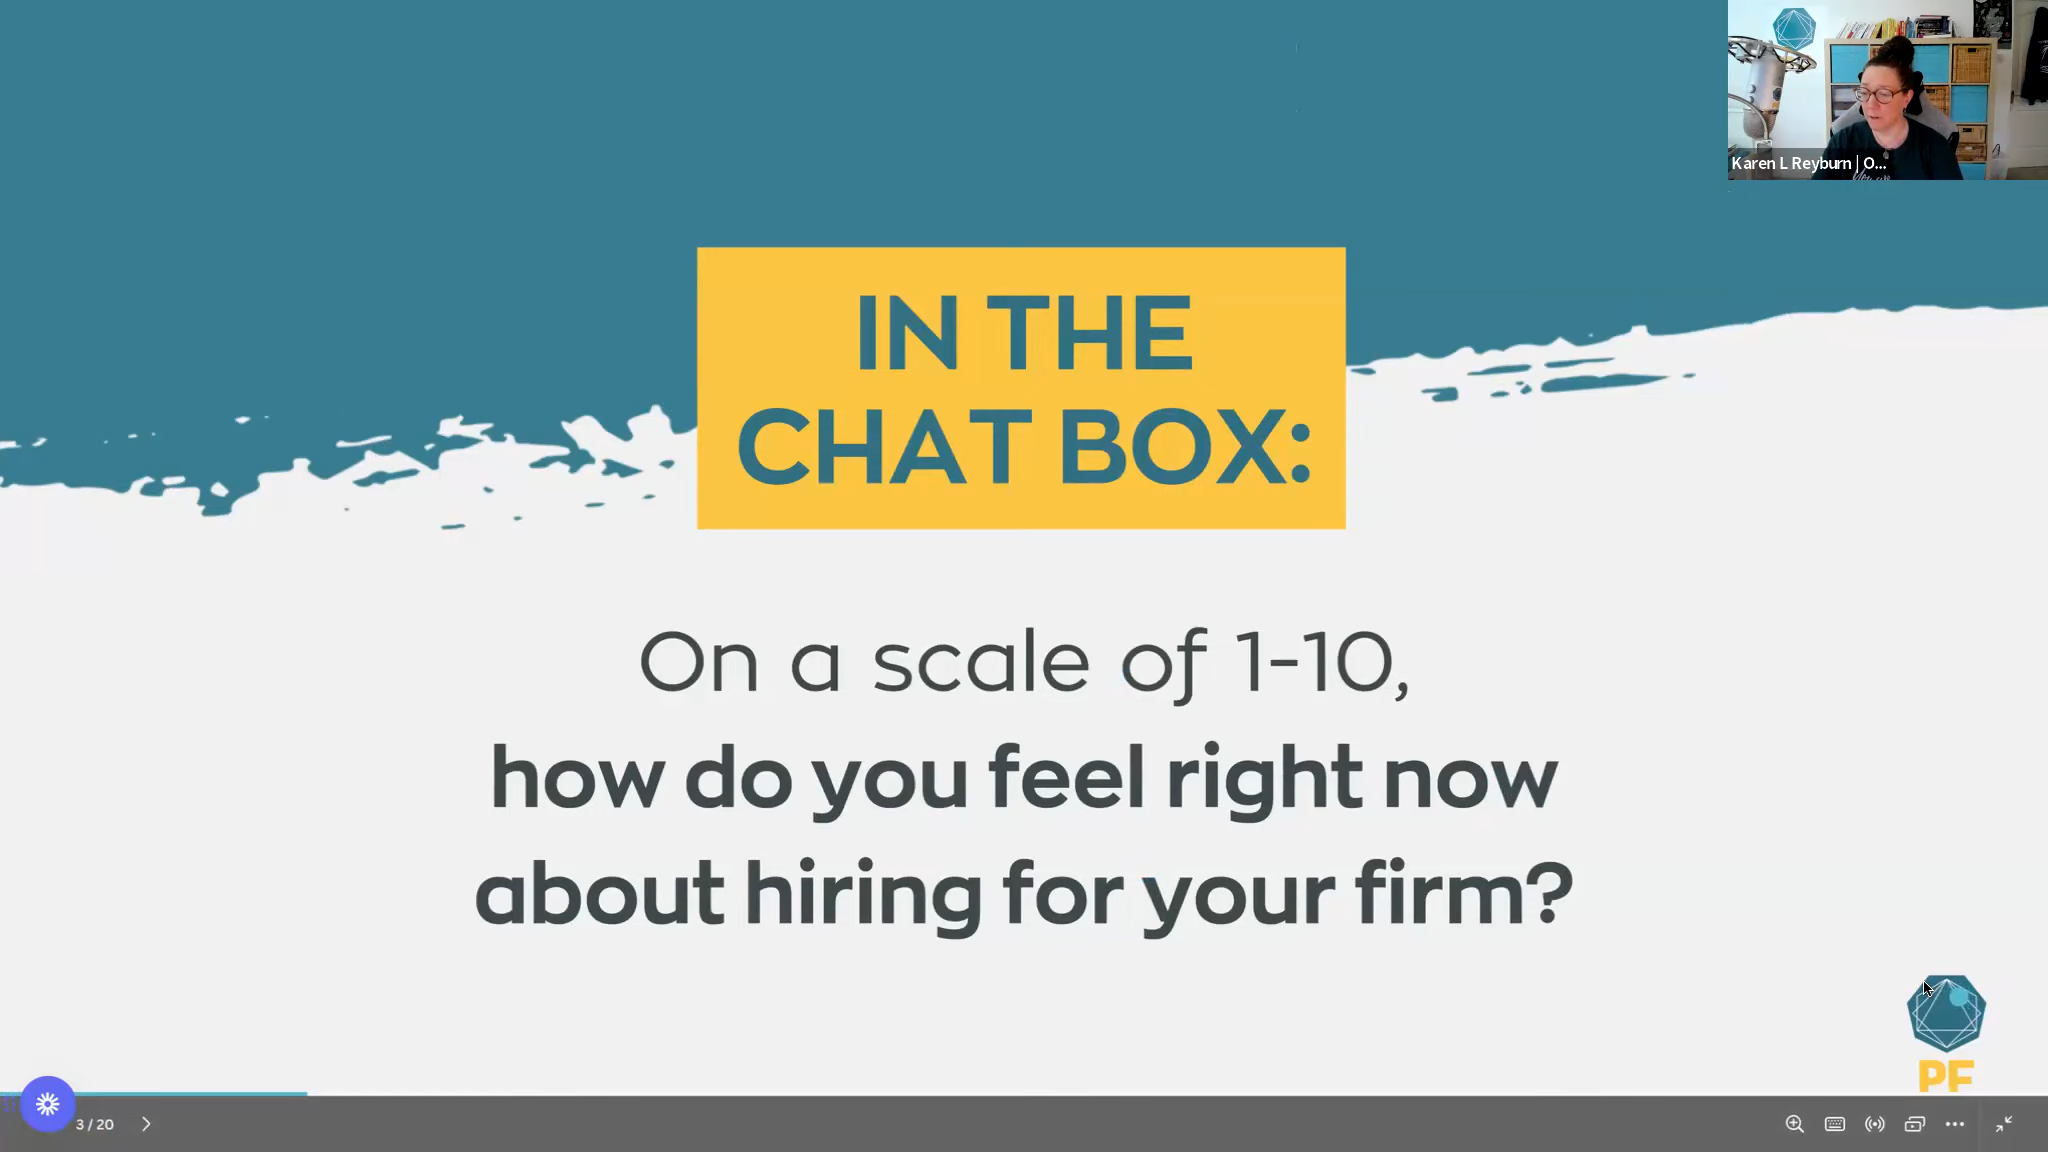 Karen L Reyburn | O...
IN THE
CHAT BOX:
On a scale of 1-10,
how do you feel right now
about hiring for your firm?
PF
3 / 20